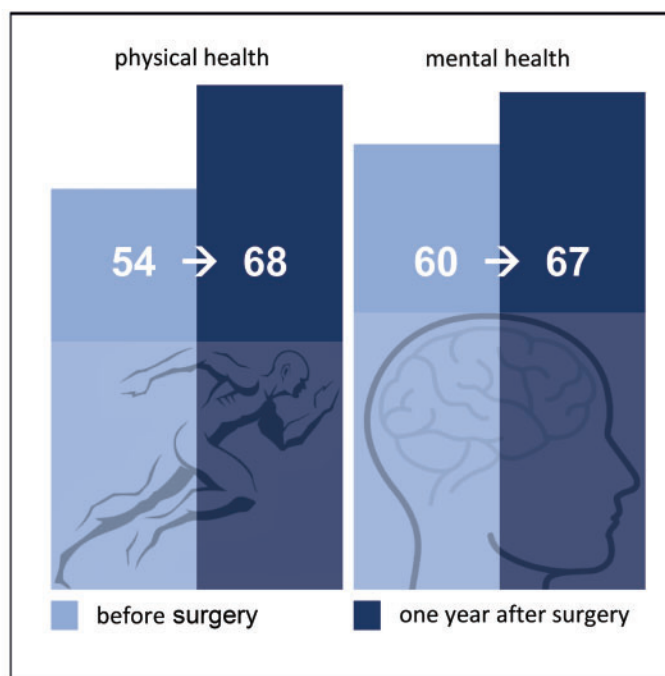 physical health
mental health
54 → 68
60 → 67
before surgery
one year after surgery